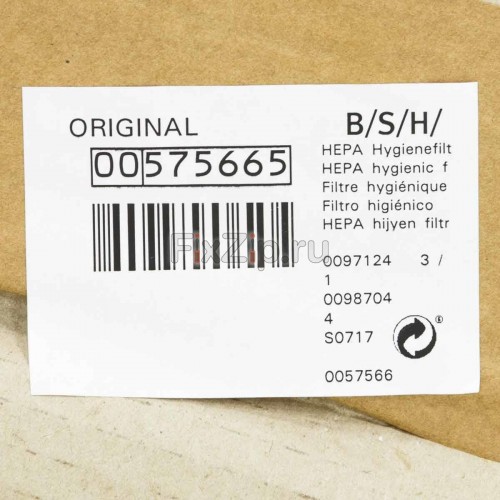 ORIGINAL
00575665
B/S/H/
HEPA Hygienefilt
HEPA hygienic f
Filtre hygiénique
Filtro higiénico
HEPA hijyen filtr
0097124 3 /
1
0098704
4
S0717
0057566
FixZip.ru